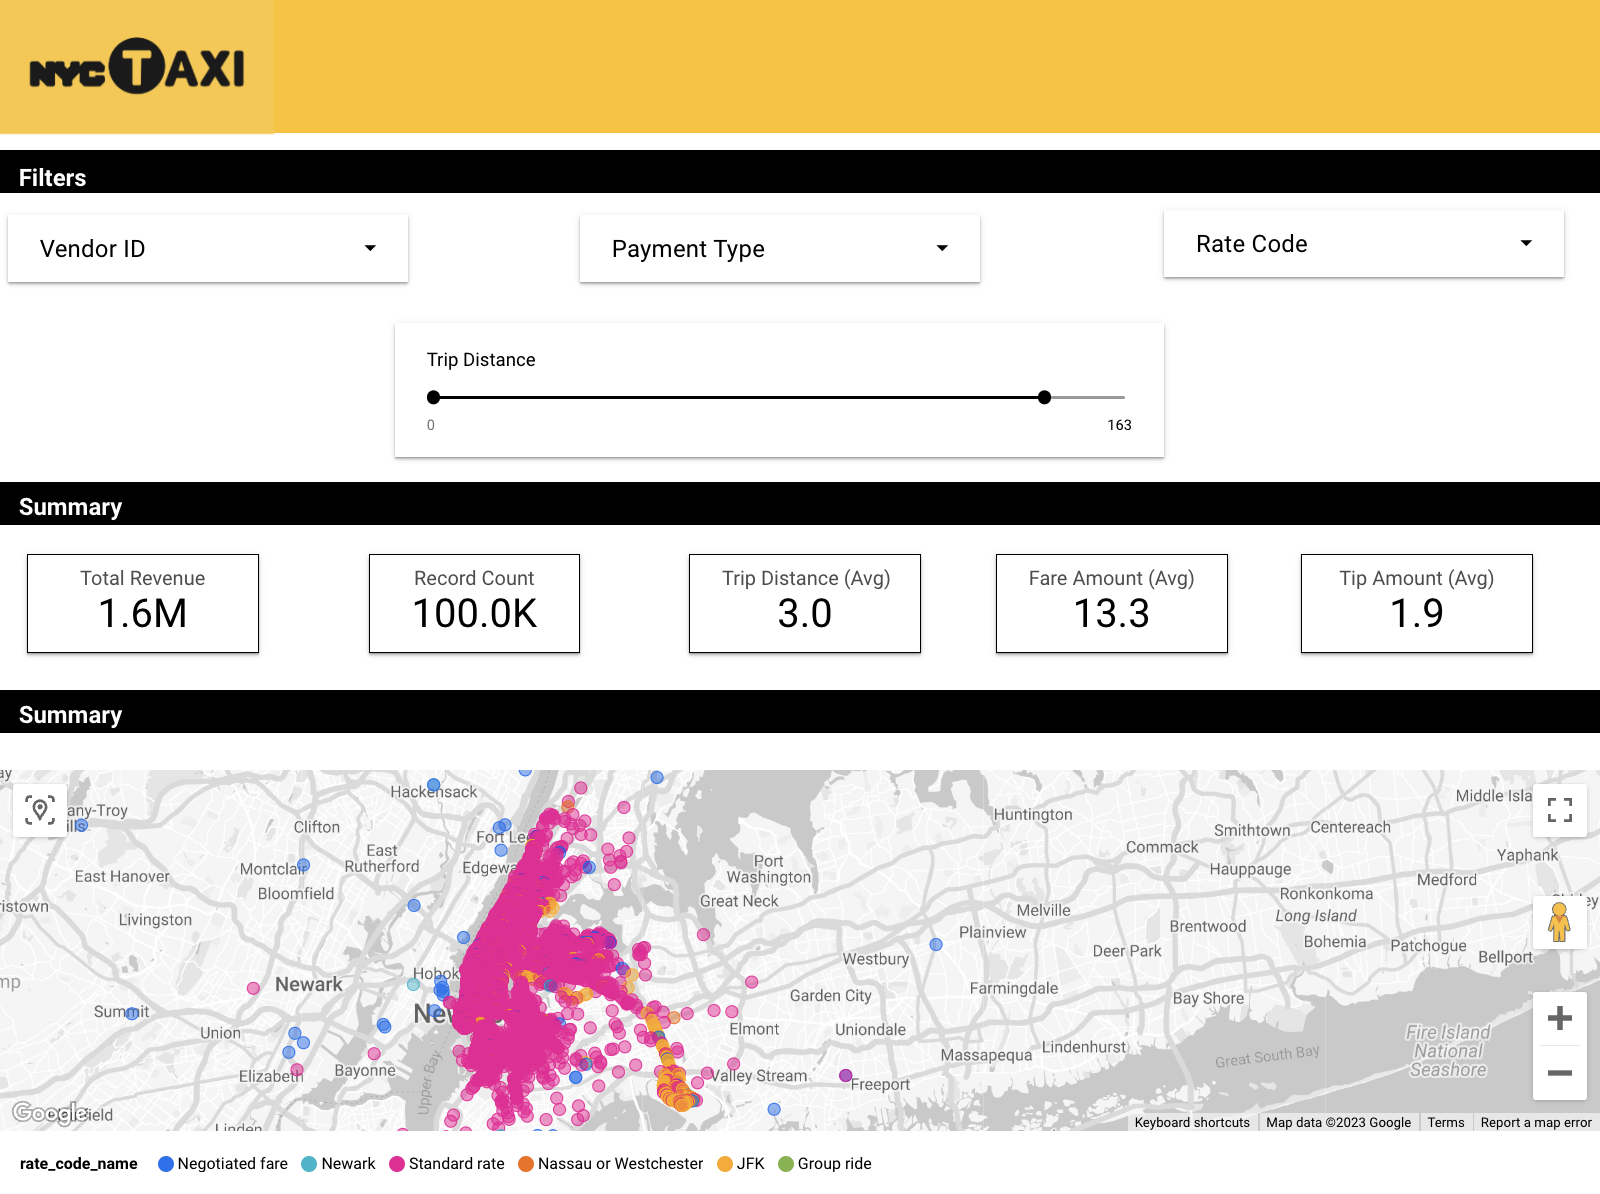 NYC TAXI
Filters
Vendor ID
Payment Type
Rate Code
Trip Distance
0
163
Summary
Total Revenue
1.6M
Record Count
100.0K
Trip Distance (Avg)
3.0
Fare Amount (Avg)
13.3
Tip Amount (Avg)
1.9
Summary
Hackensack
Clifton
Fort Lee
East
Rutherford
Montclair
East Hanover
Bloomfield
Livingston
Newark
Summit
Union
Elizabeth
Bayonne
Upper Bay
Port
Washington
Great Neck
Huntington
Middle Isla
Smithtown
Centereach
Commack
Hauppauge
Yaphank
Medford
Ronkonkoma
Long Island
Melville
Plainview
Brentwood
Bohemia
Patchogue
Bellport
Deer Park
Westbury
Garden City
Farmingdale
Bay Shore
Elmont
Uniondale
Massapequa
Lindenhurst
Great South Bay
Fire Island
National
Seashore
Valley Stream
Freeport
Google
Linden
Keyboard shortcuts
Map data ©2023 Google
Terms
Report a map error
rate_code_name
Negotiated fare
Newark
Standard rate
Nassau or Westchester
JFK
Group ride